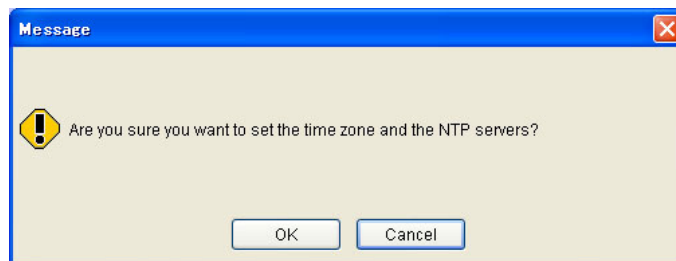 Message
Are you sure you want to set the time zone and the NTP servers?
OK
Cancel